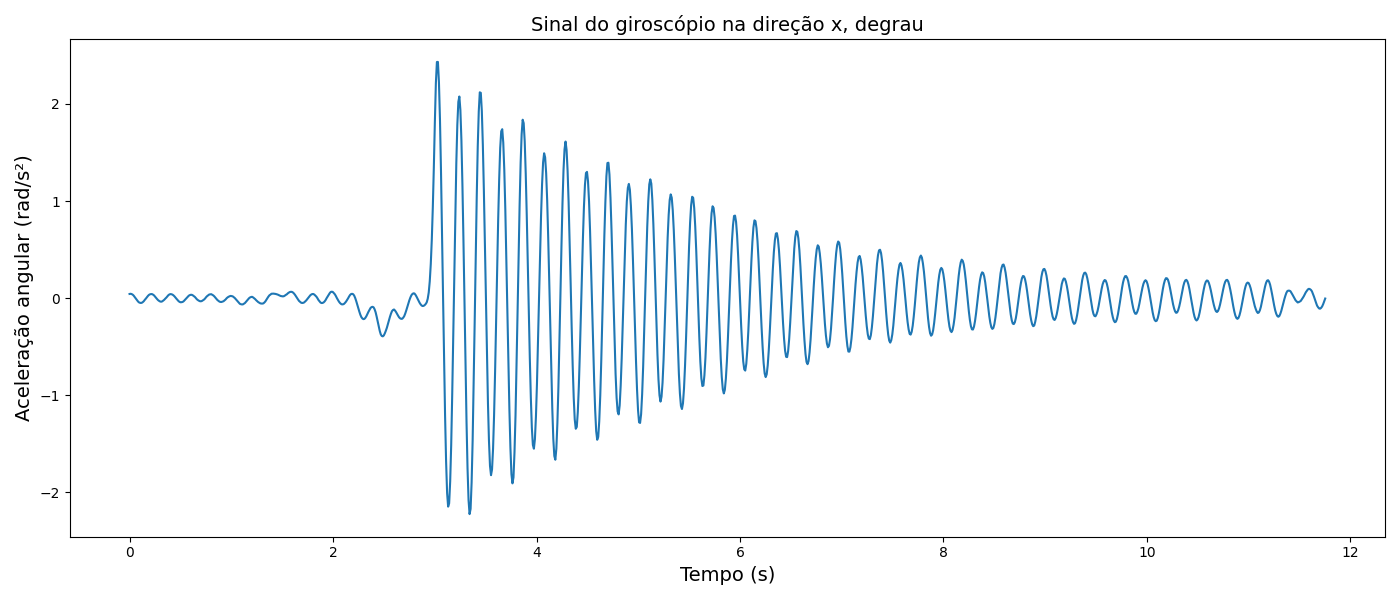 Sinal do giroscópio na direção x, degrau
Aceleração angular (rad/s²)
2
1
0
−1
−2
0 2 4 6 8 10 12
Tempo (s)